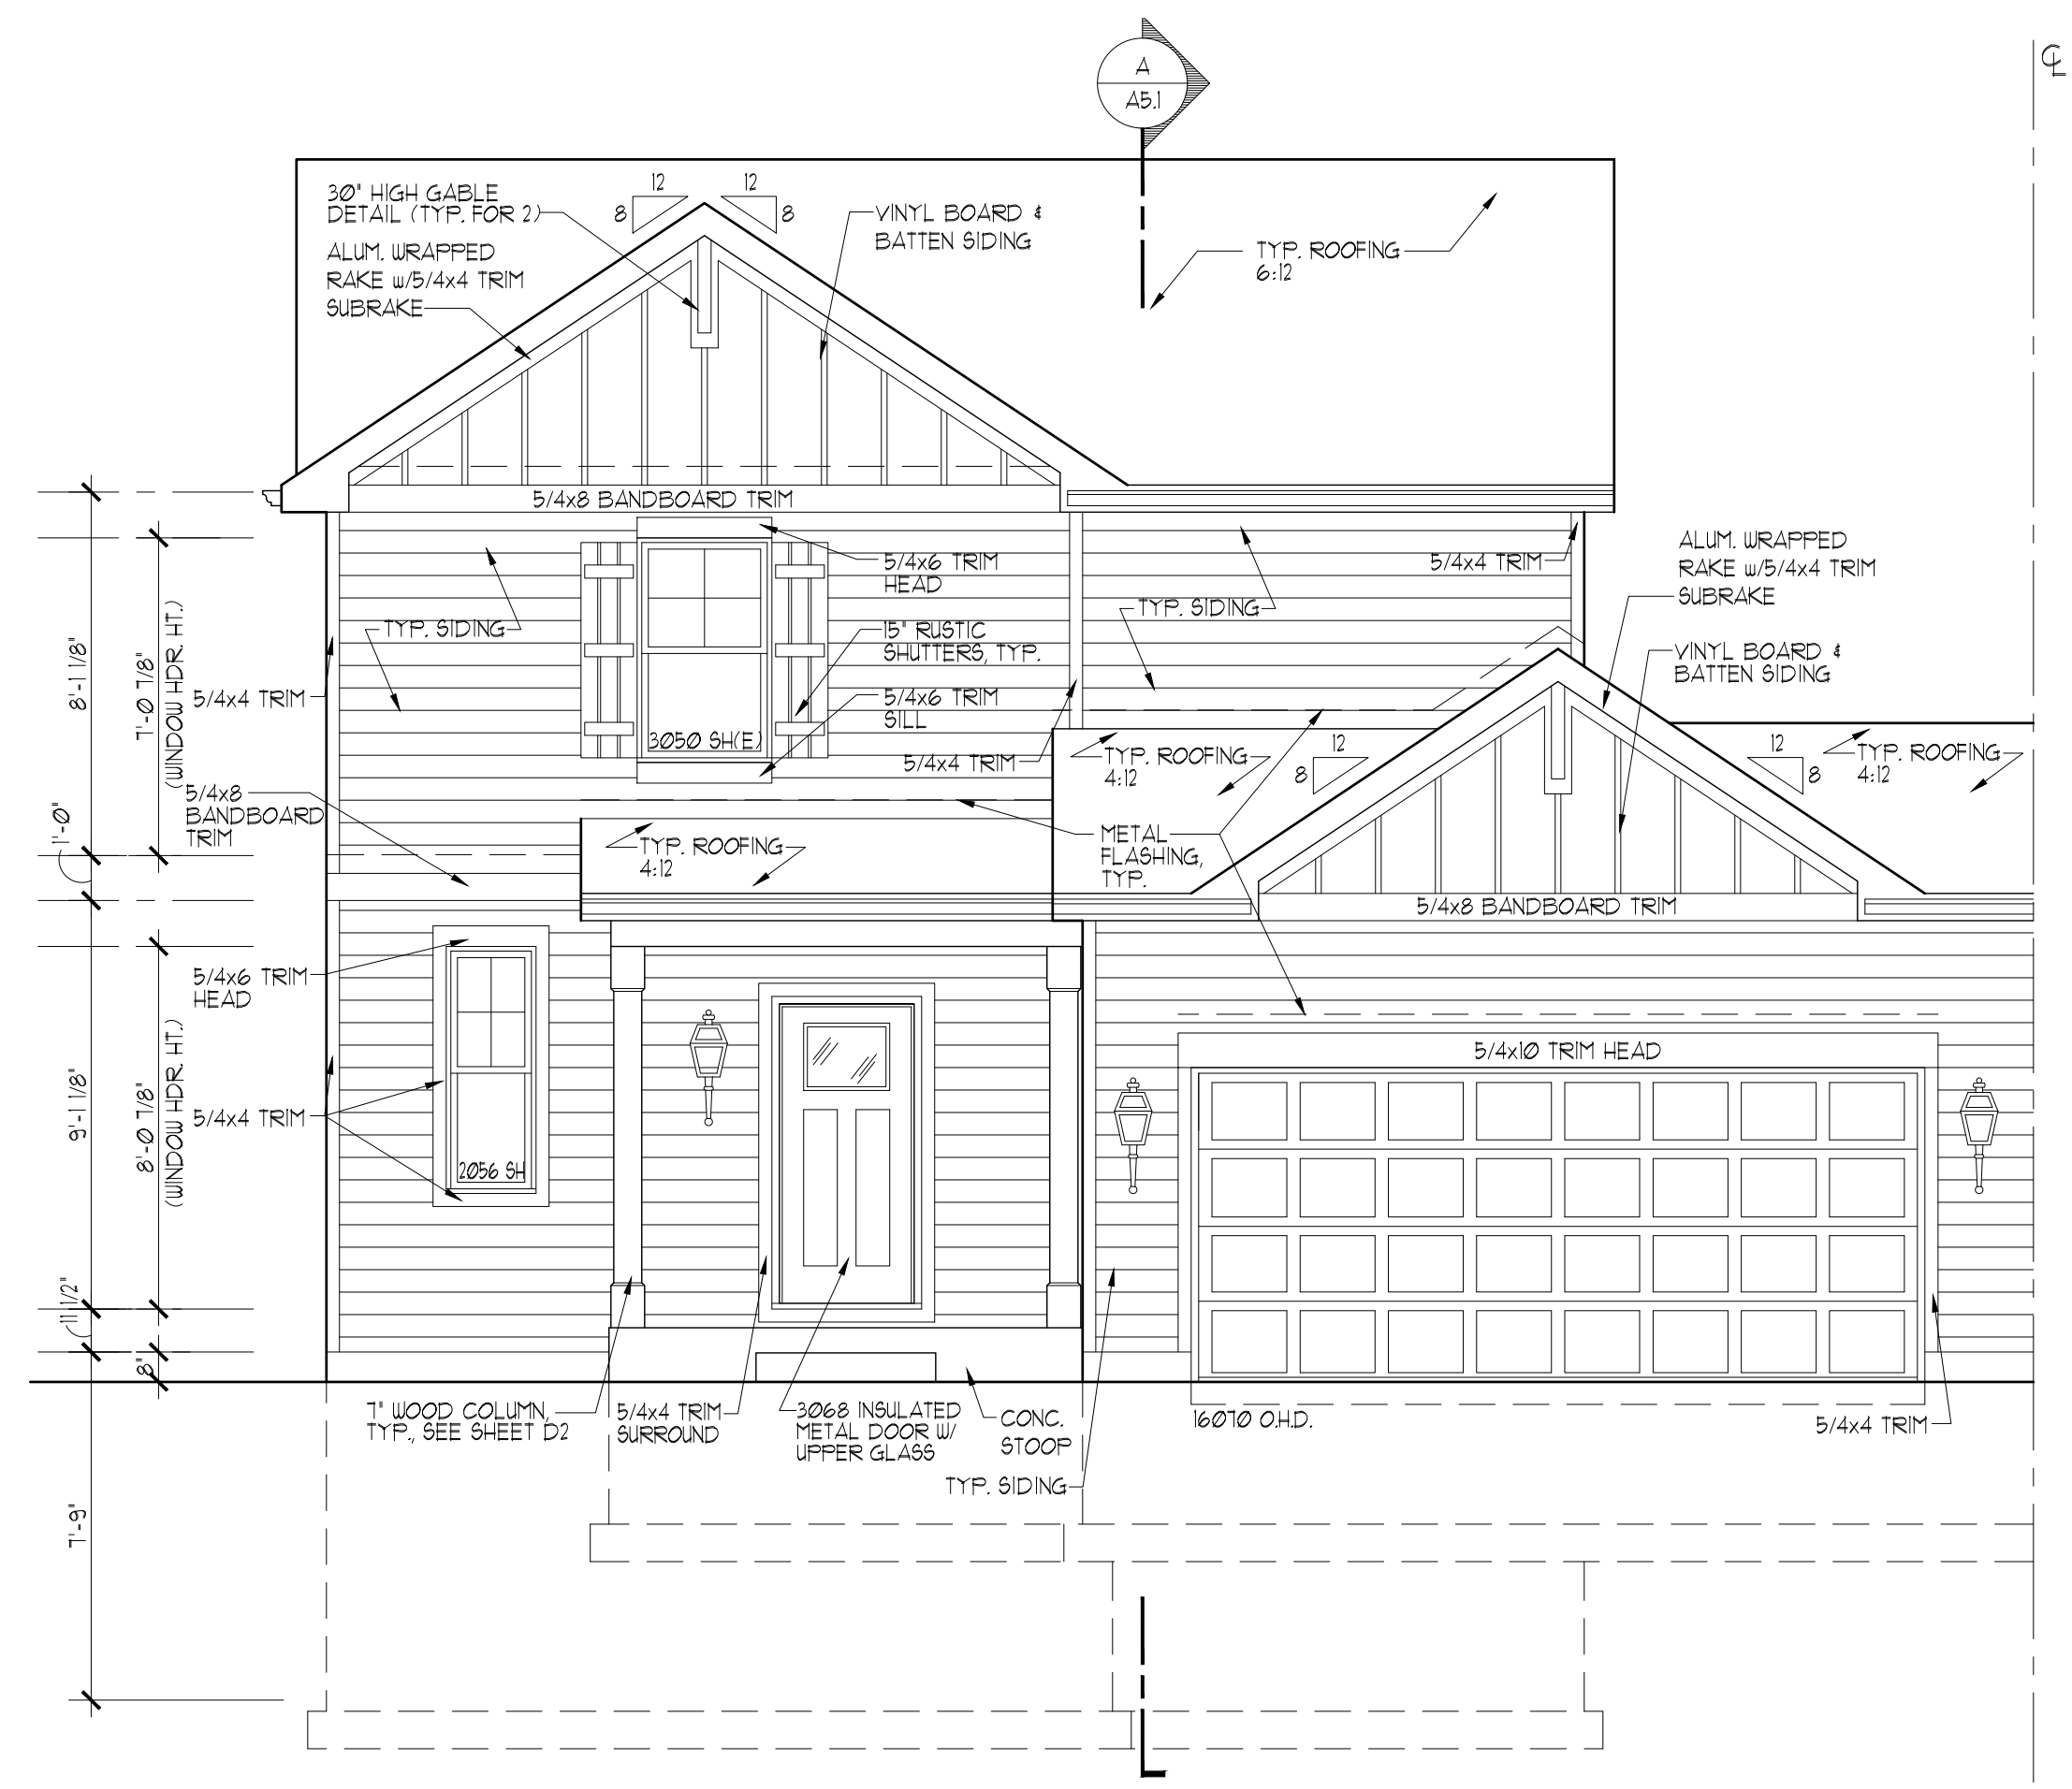 A
A5.1
℄
30" HIGH GABLE
DETAIL (TYP. FOR 2)
12
12
8
8
VINYL BOARD &
BATTEN SIDING
ALUM. WRAPPED
RAKE w/5/4x4 TRIM
SUBRAKE
TYP. ROOFING
6:12
5/4x8 BANDBOARD TRIM
5/4x6 TRIM
HEAD
5/4x4 TRIM
ALUM. WRAPPED
RAKE w/5/4x4 TRIM
SUBRAKE
TYP. SIDING
TYP. SIDING
15" RUSTIC
SHUTTERS, TYP.
VINYL BOARD &
BATTEN SIDING
8'-1 1/8"
7'-0 7/8"
(WINDOW HDR. HT.)
5/4x4 TRIM
5/4x6 TRIM
SILL
3050 SH(E)
5/4x4 TRIM
TYP. ROOFING
4:12
12
8
12
8
TYP. ROOFING
4:12
5/4x8
BANDBOARD
TRIM
1'-0"
TYP. ROOFING
4:12
METAL
FLASHING,
TYP.
5/4x8 BANDBOARD TRIM
5/4x6 TRIM
HEAD
5/4x10 TRIM HEAD
9'-1 1/8"
8'-0 7/8"
(WINDOW HDR. HT.)
5/4x4 TRIM
2056 SH
11 1/2"
8"
7" WOOD COLUMN,
TYP., SEE SHEET D2
5/4x4 TRIM
SURROUND
3068 INSULATED
METAL DOOR W/
UPPER GLASS
CONC.
STOOP
16070 O.H.D.
5/4x4 TRIM
TYP. SIDING
7'-9"